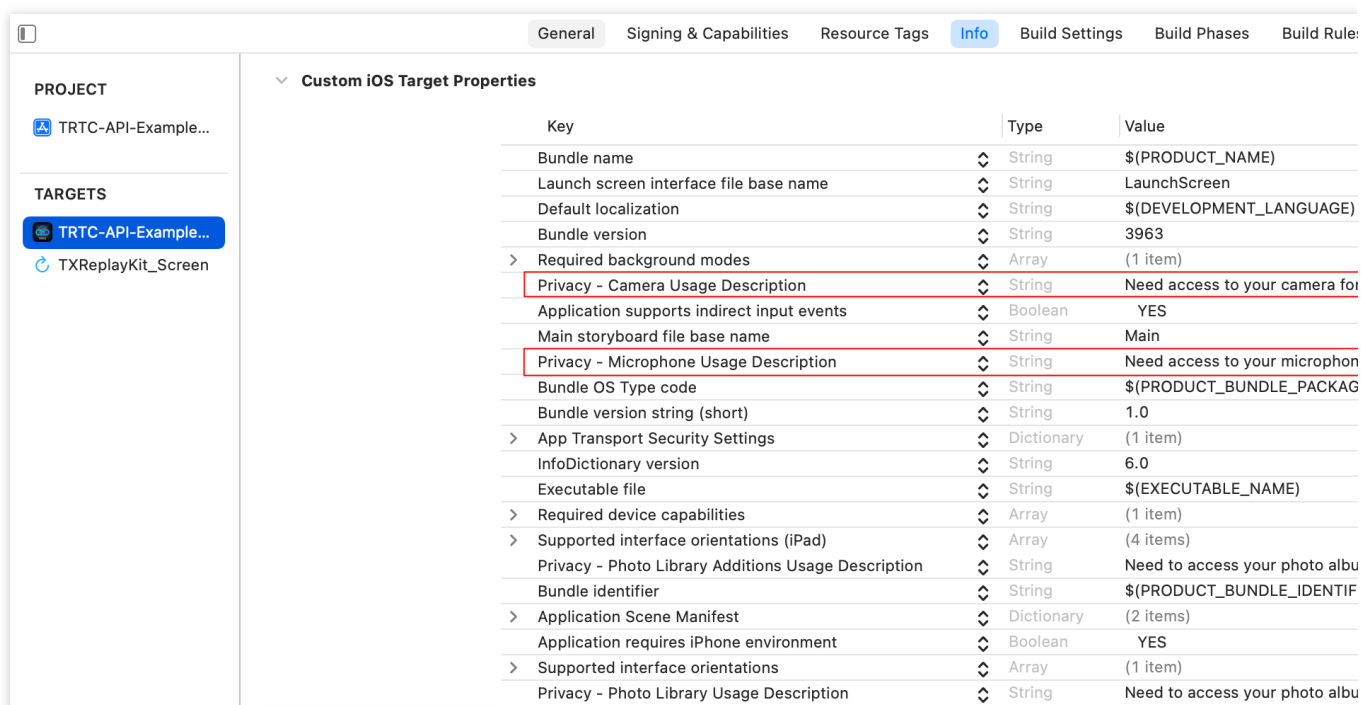 General Signing & Capabilities Resource Tags Info Build Settings Build Phases Build Rules
PROJECT
TRTC-API-Example...
TARGETS
TRTC-API-Example...
TXReplayKit_Screen
Custom iOS Target Properties
Key Type Value
Bundle name String $(PRODUCT_NAME)
Launch screen interface file base name String LaunchScreen
Default localization String $(DEVELOPMENT_LANGUAGE)
Bundle version String 3963
Required background modes Array (1 item)
Privacy - Camera Usage Description String Need access to your camera for
Application supports indirect input events Boolean YES
Main storyboard file base name String Main
Privacy - Microphone Usage Description String Need access to your microphon
Bundle OS Type code String $(PRODUCT_BUNDLE_PACKAG
Bundle version string (short) String 1.0
App Transport Security Settings Dictionary (1 item)
InfoDictionary version String 6.0
Executable file String $(EXECUTABLE_NAME)
Required device capabilities Array (1 item)
Supported interface orientations (iPad) Array (4 items)
Privacy - Photo Library Additions Usage Description String Need to access your photo albu
Bundle identifier String $(PRODUCT_BUNDLE_IDENTIF
Application Scene Manifest Dictionary (2 items)
Application requires iPhone environment Boolean YES
Supported interface orientations Array (1 item)
Privacy - Photo Library Usage Description String Need to access your photo albu